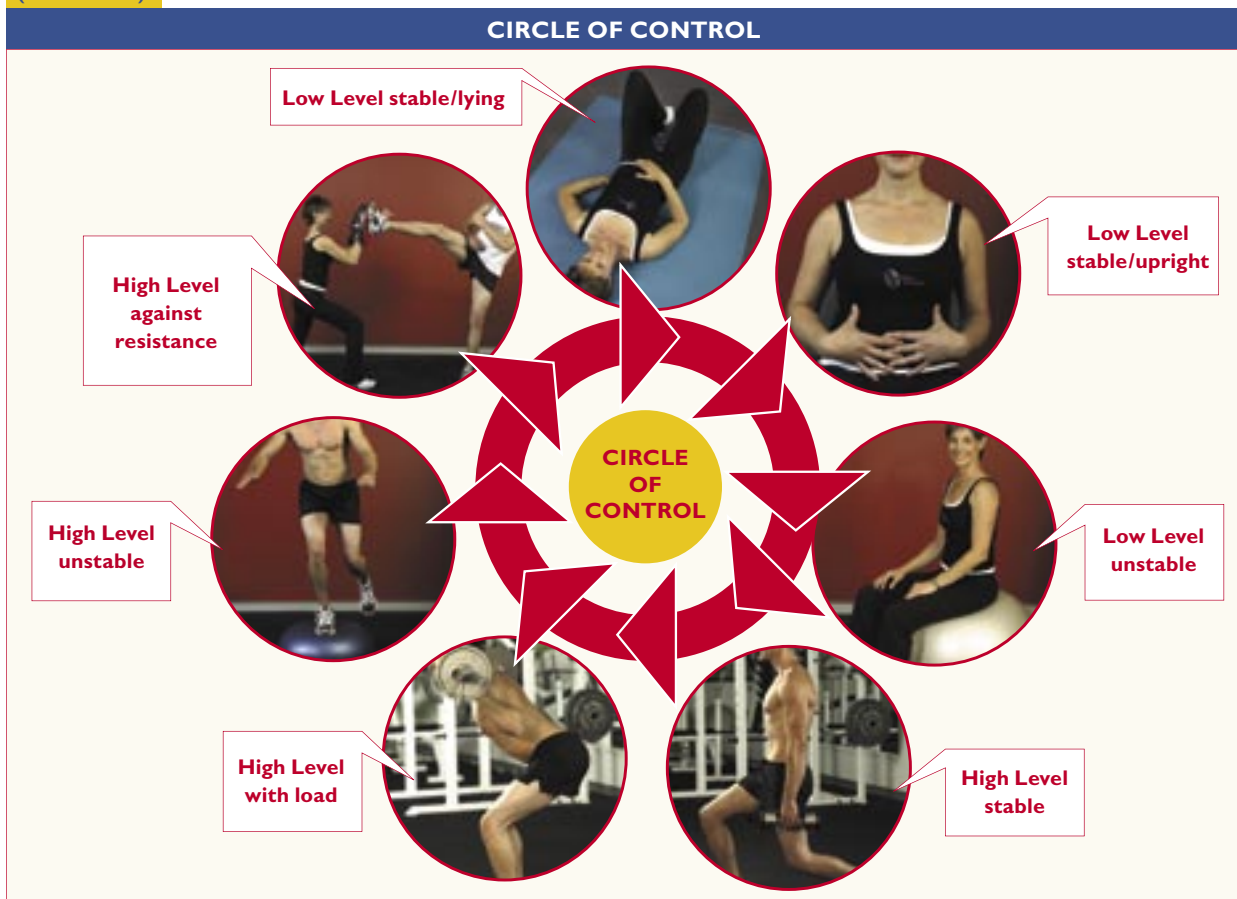 CIRCLE OF CONTROL
Low Level stable/lying
Low Level
stable/upright
High Level
against
resistance
CIRCLE
OF
CONTROL
High Level
unstable
Low Level
unstable
High Level
with load
High Level
stable